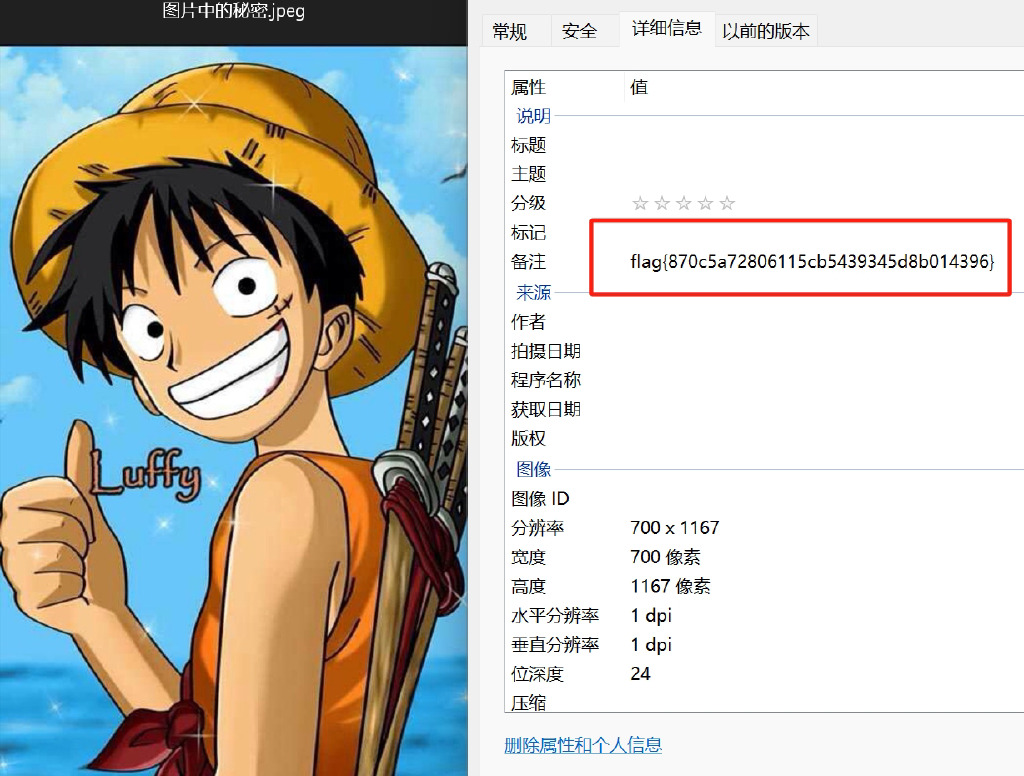 图片中的秘密.jpeg
Luffy
常规 安全 详细信息 以前的版本
属性 值
说明
标题
主题
分级 ☆☆☆☆☆
标记
备注 flag{870c5a72806115cb5439345d8b014396}
来源
作者
拍摄日期
程序名称
获取日期
版权
图像
图像 ID
分辨率 700 x 1167
宽度 700 像素
高度 1167 像素
水平分辨率 1 dpi
垂直分辨率 1 dpi
位深度 24
压缩
删除属性和个人信息